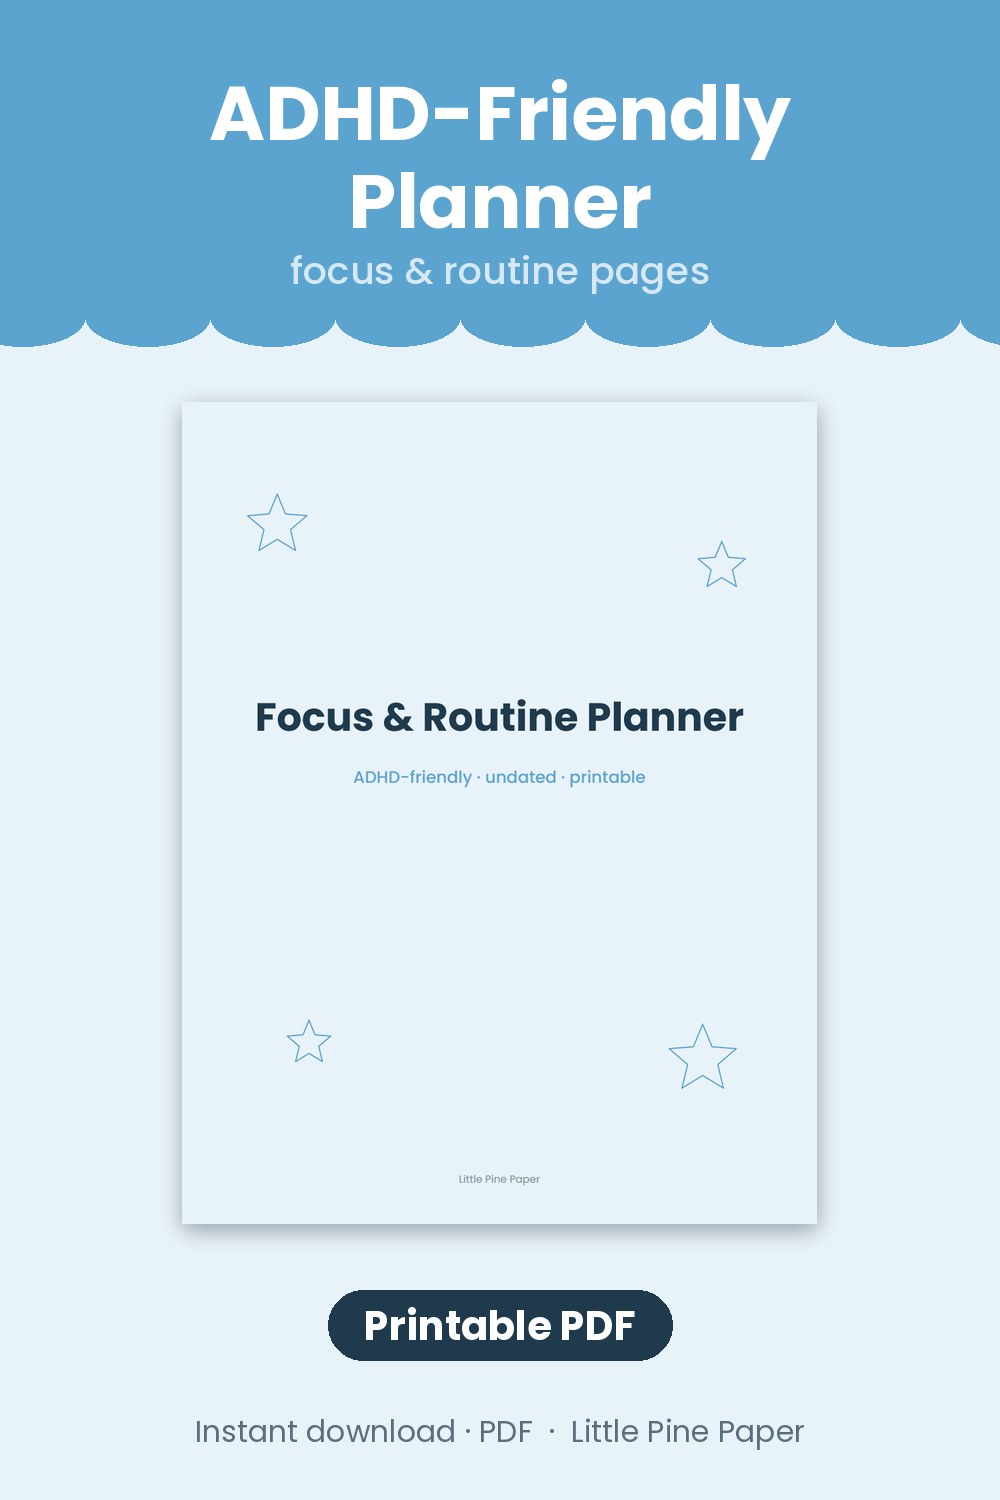 ADHD-Friendly
Planner
focus & routine pages
Focus & Routine Planner
ADHD-friendly · undated · printable
Little Pine Paper
Printable PDF
Instant download · PDF · Little Pine Paper